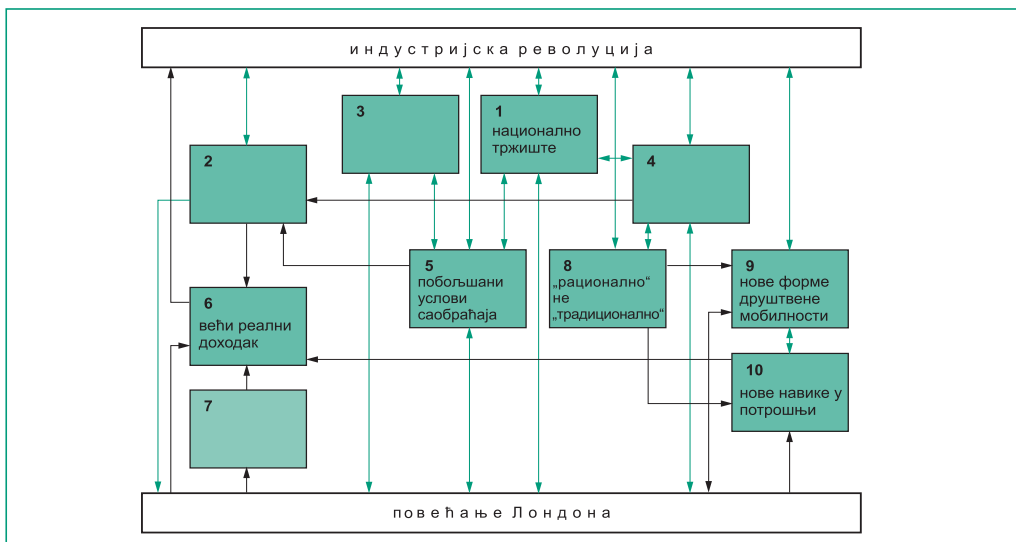 индустријска револуција
3
1
национално
тржиште
2
4
5
побољшани
услови
саобраћаја
8
„рационално“
не
„традиционално“
9
нове форме
друштвене
мобилности
6
већи реални
доходак
10
нове навике у
потрошњи
7
повећање Лондона